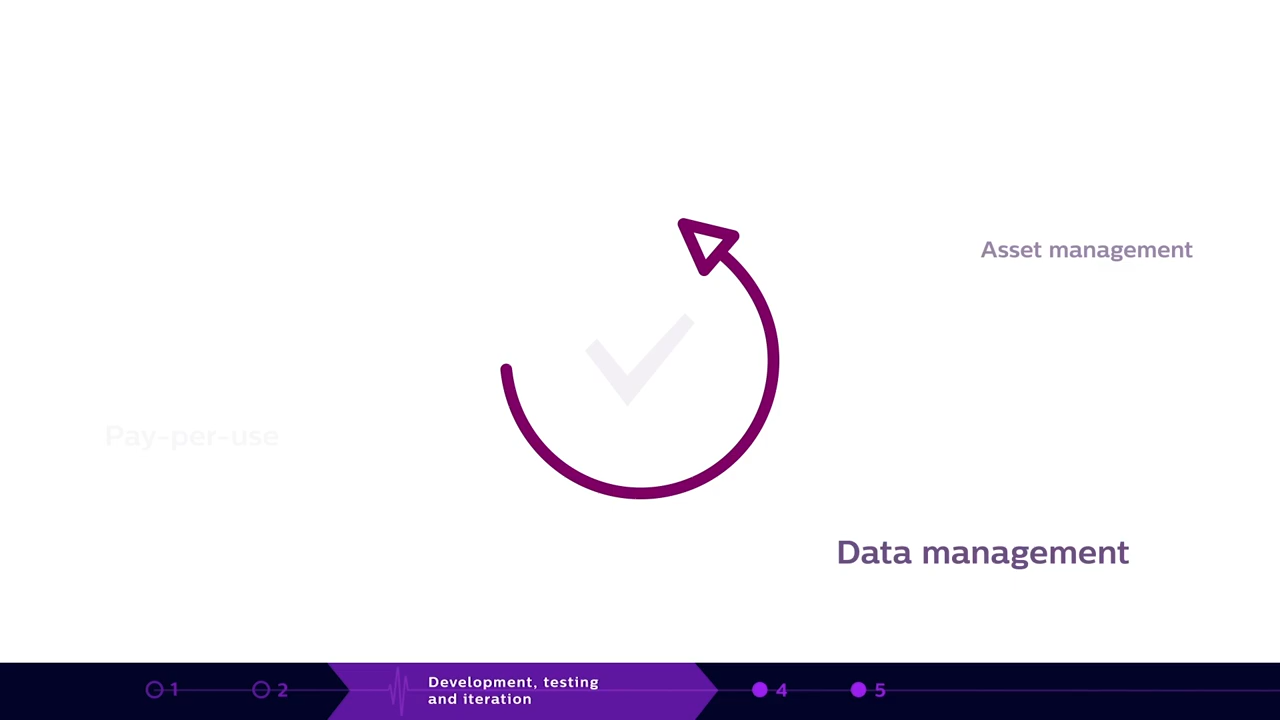 Asset management
Pay-per-use
Data management
1
2
Development, testing
and iteration
4
5